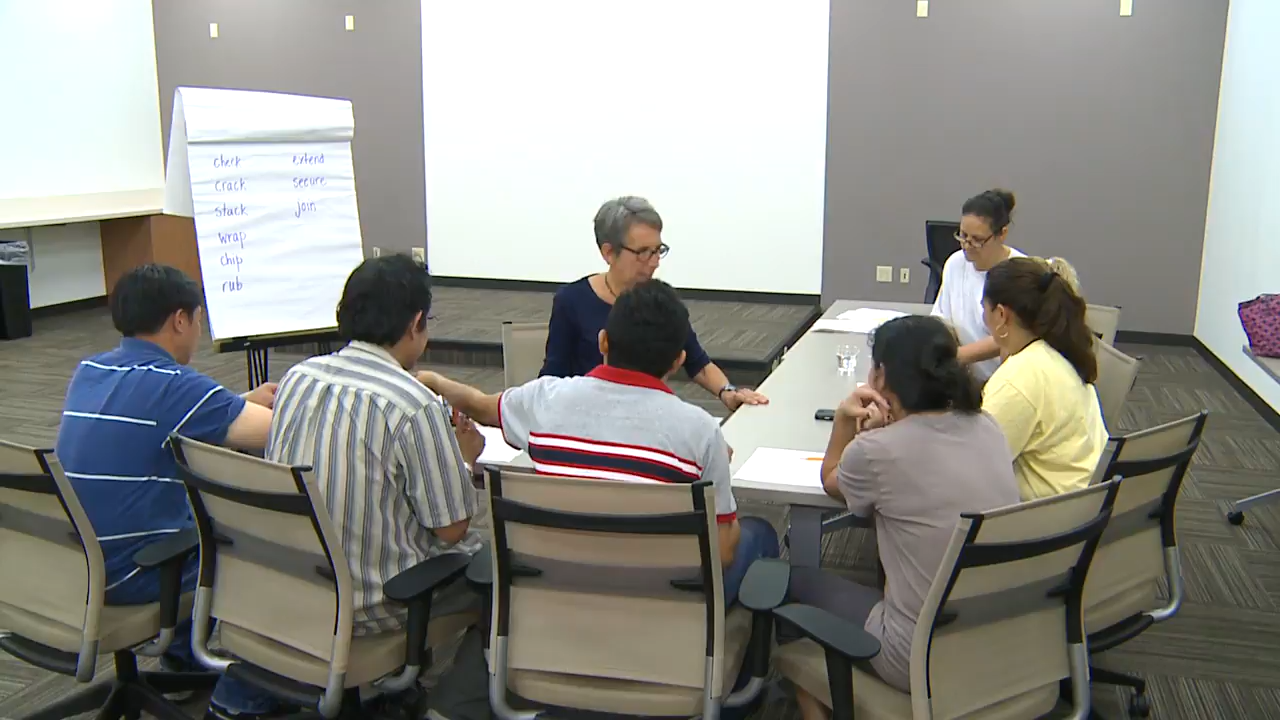 check extend
crack secure
stack join
wrap
chip
rub